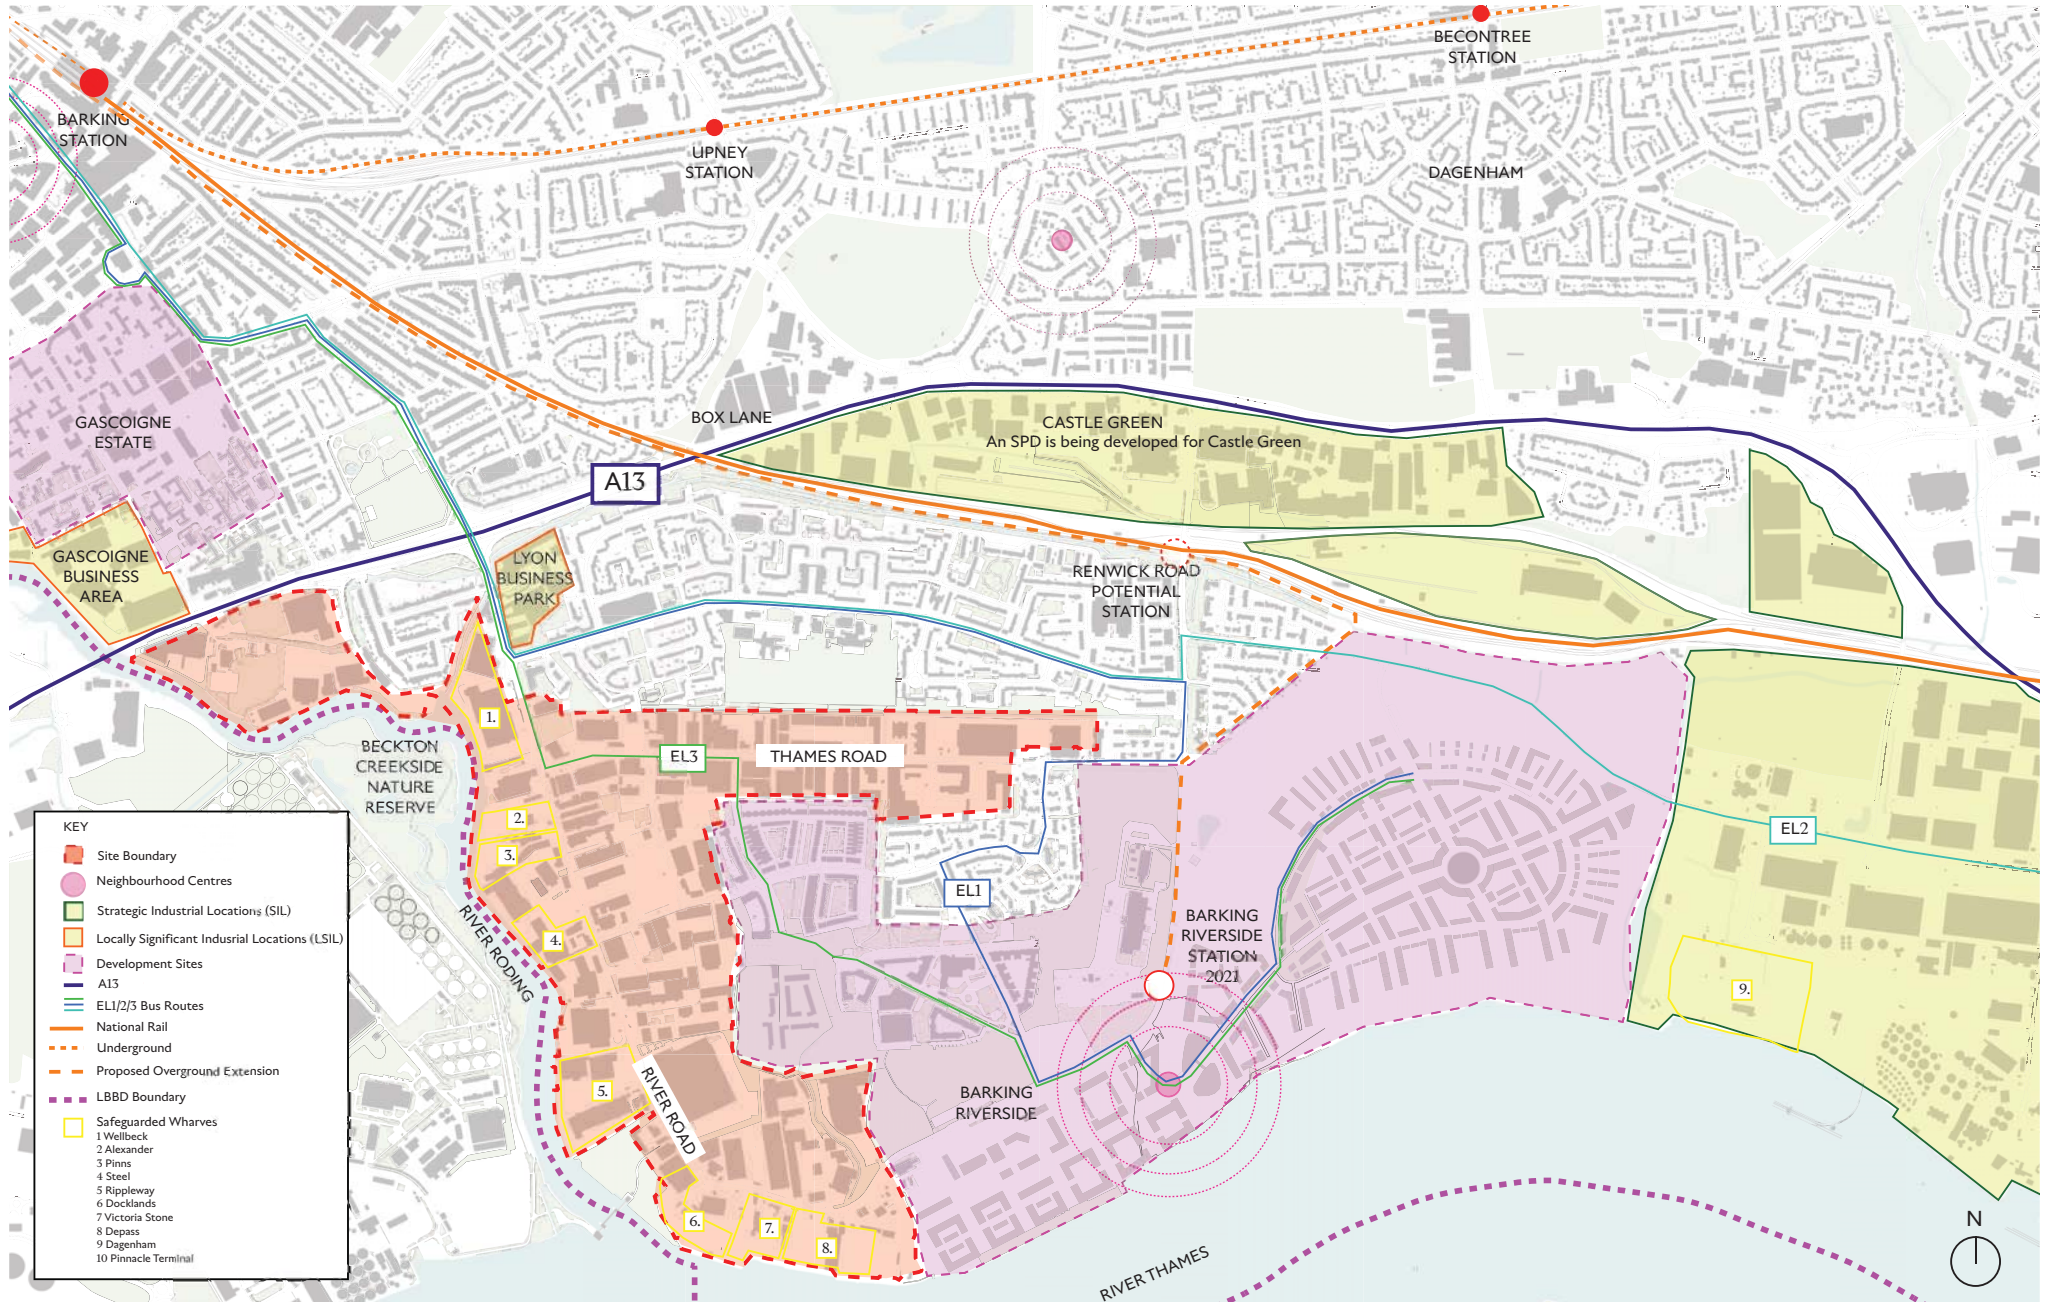 BECONTREE
STATION
BARKING
STATION
UPNEY
STATION
DAGENHAM
GASCOIGNE
ESTATE
BOX LANE
CASTLE GREEN
An SPD is being developed for Castle Green
A13
GASCOIGNE
BUSINESS
AREA
LYON
BUSINESS
PARK
RENWICK ROAD
POTENTIAL
STATION
1.
BECKTON
CREEKSIDE
NATURE
RESERVE
EL3
THAMES ROAD
2.
3.
EL2
EL1
4.
RIVER RODING
BARKING
RIVERSIDE
STATION
2021
9.
5.
RIVER ROAD
BARKING
RIVERSIDE
6.
7.
8.
RIVER THAMES
N
KEY
Site Boundary
Neighbourhood Centres
Strategic Industrial Locations (SIL)
Locally Significant Indusrial Locations (LSIL)
Development Sites
A13
EL1/2/3 Bus Routes
National Rail
Underground
Proposed Overground Extension
LBBD Boundary
Safeguarded Wharves
1 Wellbeck
2 Alexander
3 Pinns
4 Steel
5 Rippleway
6 Docklands
7 Victoria Stone
8 Depass
9 Dagenham
10 Pinnacle Terminal